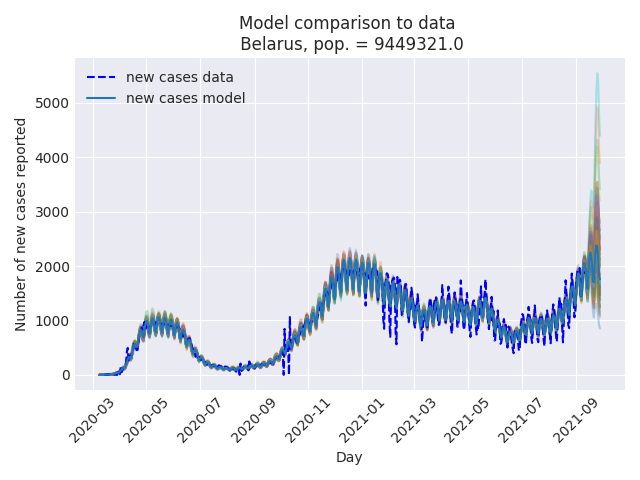 Model comparison to data
Belarus, pop. = 9449321.0
new cases data
new cases model
Number of new cases reported
5000
4000
3000
2000
1000
0
2020-03
2020-05
2020-07
2020-09
2020-11
2021-01
2021-03
2021-05
2021-07
2021-09
Day